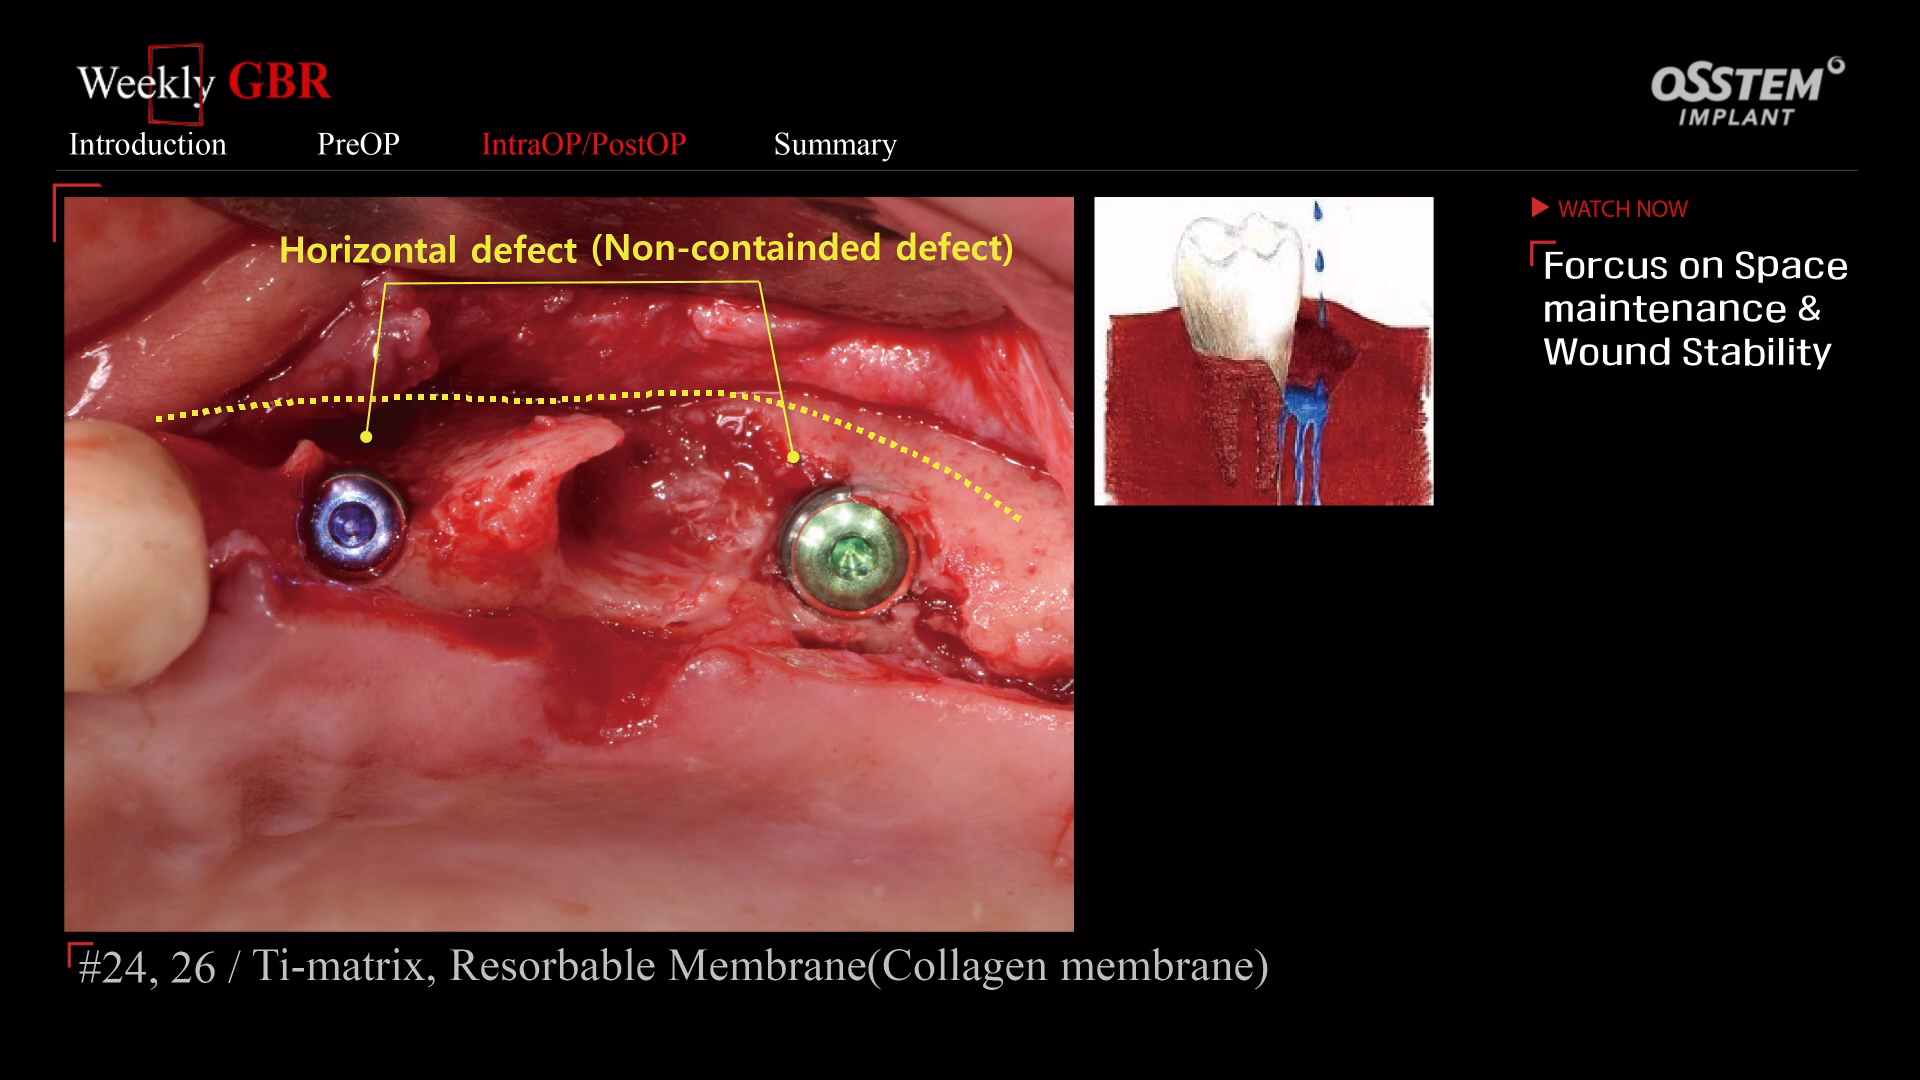 Weekly GBR
OSSTEM
IMPLANT
Introduction PreOP IntraOP/PostOP Summary
Horizontal defect (Non-containded defect)
WATCH NOW
Forcus on Space
maintenance &
Wound Stability
#24, 26 / Ti-matrix, Resorbable Membrane(Collagen membrane)